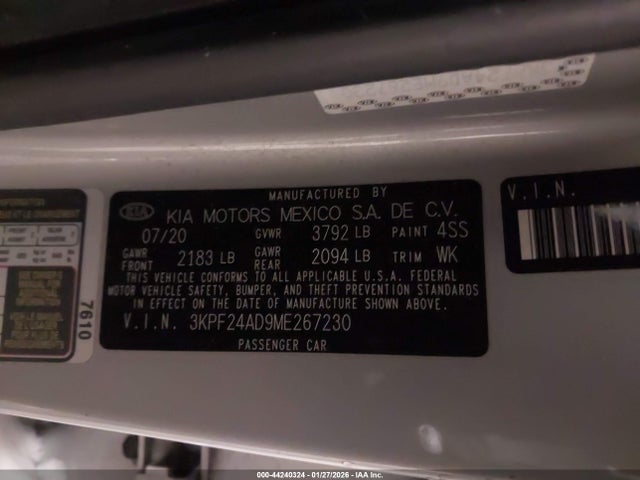 MANUFACTURED BY
KIA KIA MOTORS MEXICO S.A. DE C.V.
07/20 GVWR 3792 LB PAINT 4SS
GAWR FRONT 2183 LB GAWR REAR 2094 LB TRIM WK
THIS VEHICLE CONFORMS TO ALL APPLICABLE U.S.A. FEDERAL
MOTOR VEHICLE SAFETY, BUMPER, AND THEFT PREVENTION STANDARDS
IN EFFECT ON THE DATE OF MANUFACTURE SHOWN ABOVE.
V.I.N. 3KPF24AD9ME267230
PASSENGER CAR
7610
V.I.N.
000-44240324 | 01/27/2026 | IAA Inc.